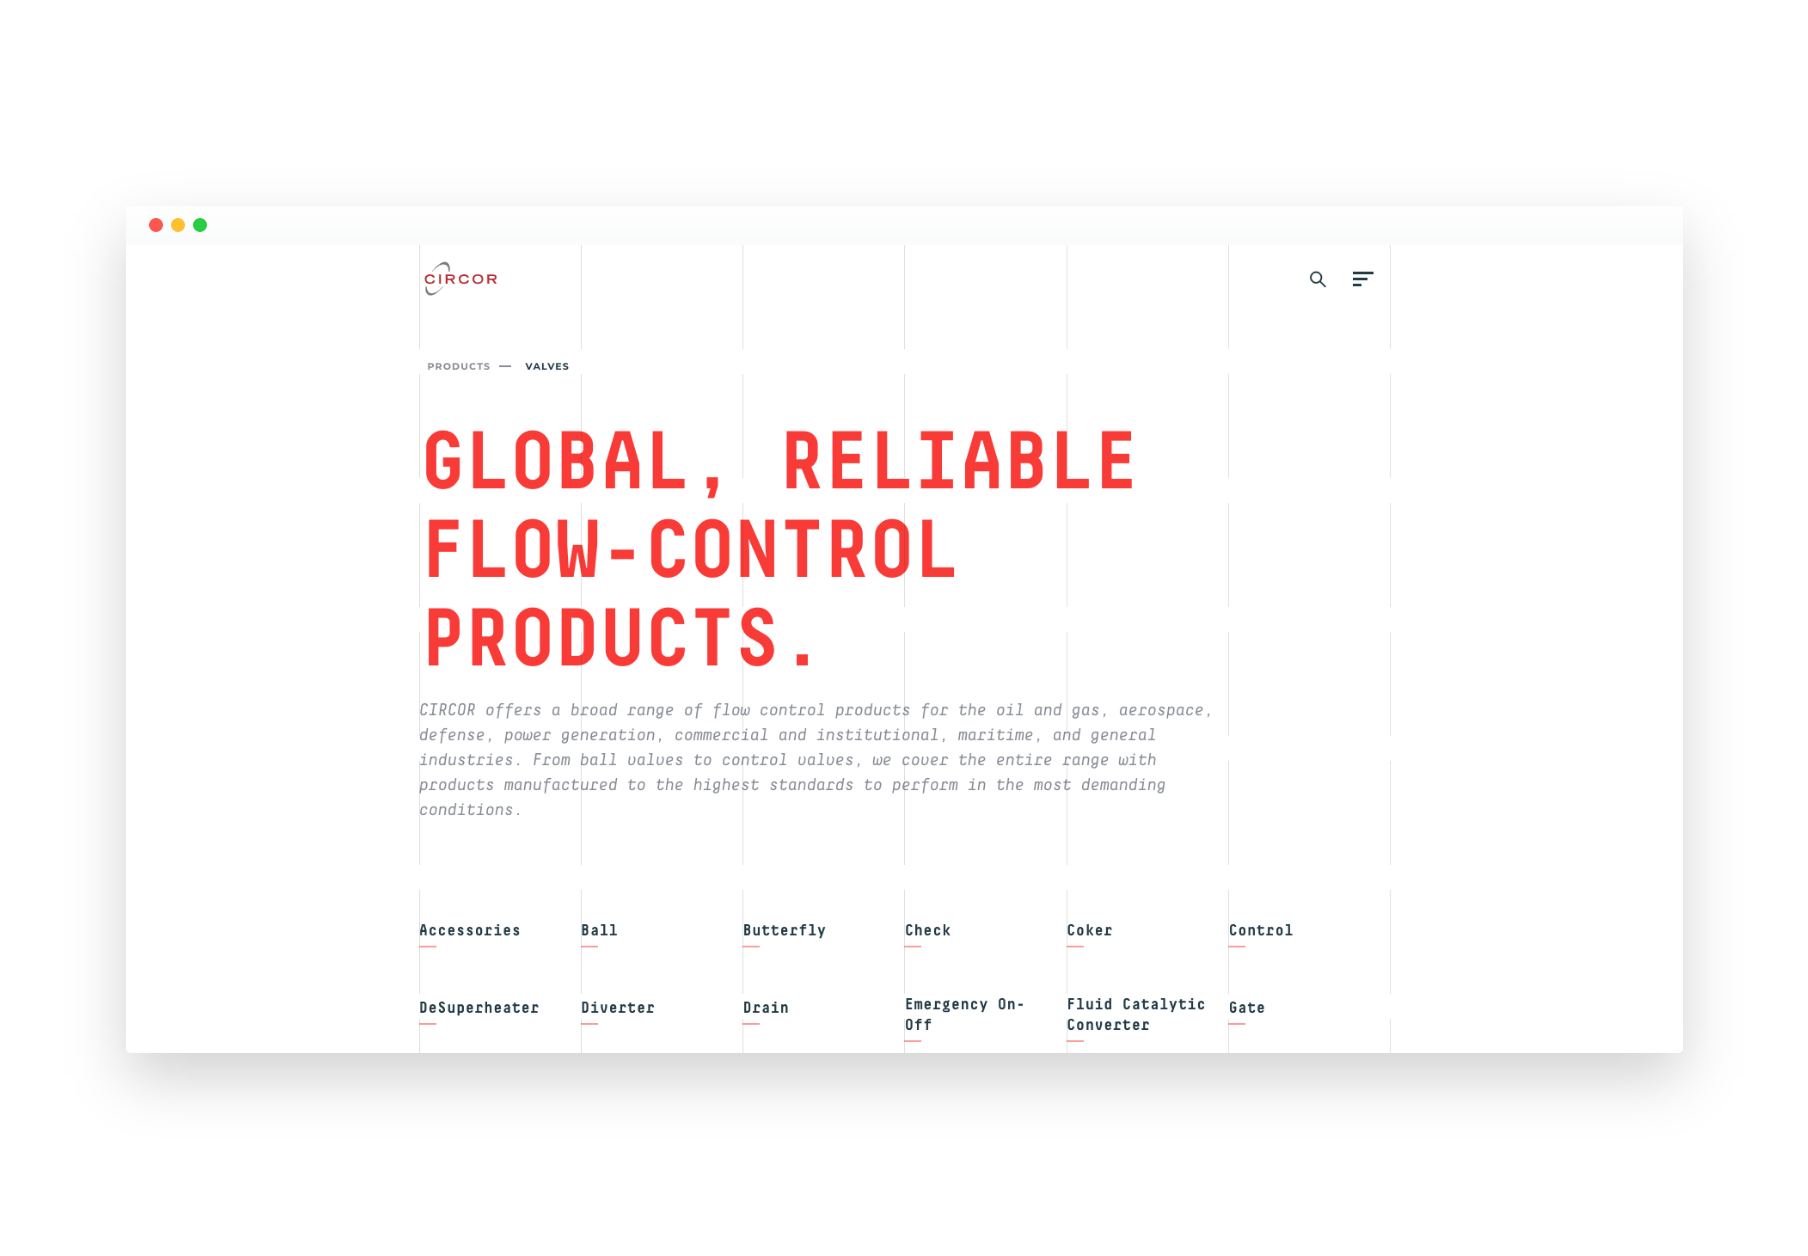 CIRCOR
PRODUCTS — VALVES
GLOBAL, RELIABLE
FLOW-CONTROL
PRODUCTS.
CIRCOR offers a broad range of flow control products for the oil and gas, aerospace,
defense, power generation, commercial and institutional, maritime, and general
industries. From ball valves to control valves, we cover the entire range with
products manufactured to the highest standards to perform in the most demanding
conditions.
Accessories
Ball
Butterfly
Check
Coker
Control
DeSuperheater
Diverter
Drain
Emergency On-
Off
Fluid Catalytic
Converter
Gate